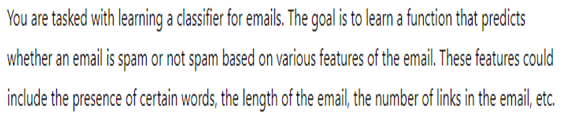 You are tasked with learning a classifier for emails. The goal is to learn a function that predicts
whether an email is spam or not spam based on various features of the email. These features could
include the presence of certain words, the length of the email, the number of links in the email, etc.